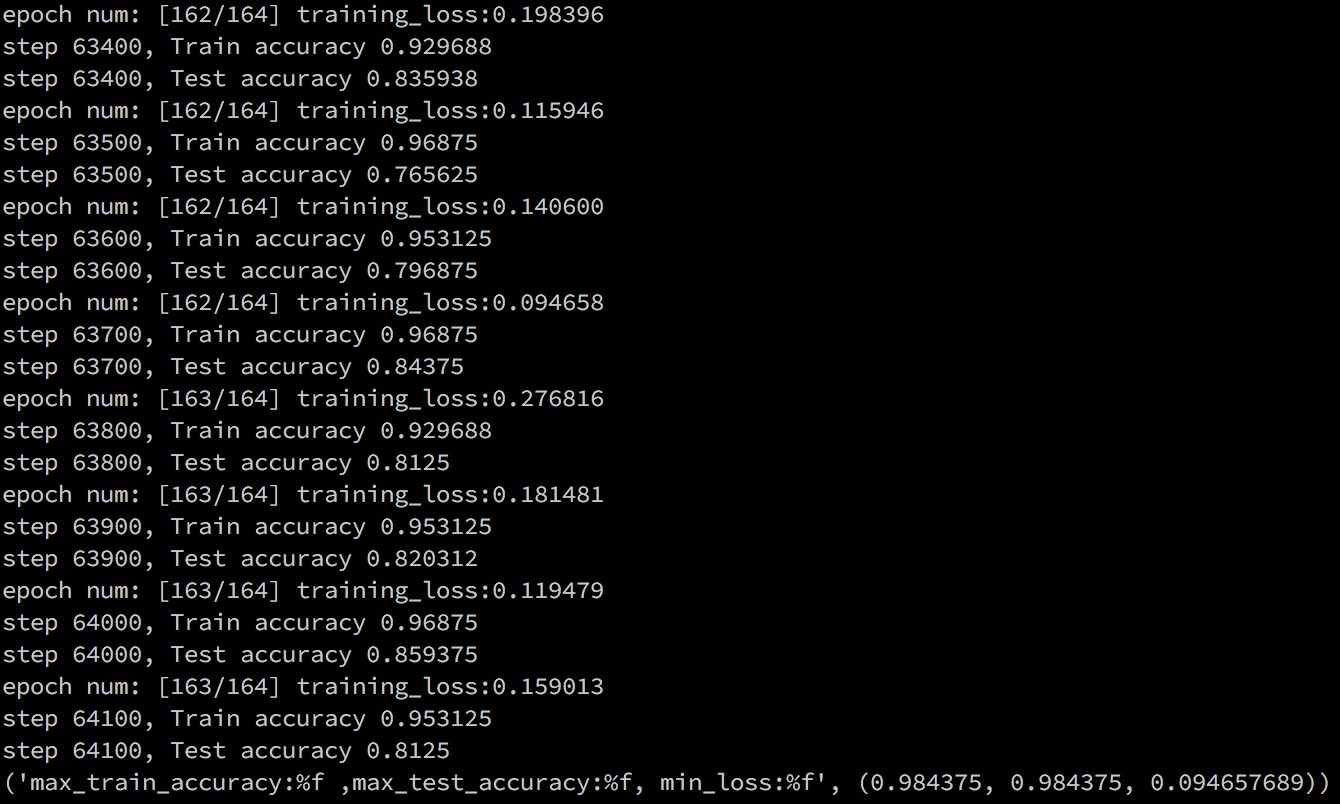 epoch num: [162/164] training_loss:0.198396
step 63400, Train accuracy 0.929688
step 63400, Test accuracy 0.835938
epoch num: [162/164] training_loss:0.115946
step 63500, Train accuracy 0.96875
step 63500, Test accuracy 0.765625
epoch num: [162/164] training_loss:0.140600
step 63600, Train accuracy 0.953125
step 63600, Test accuracy 0.796875
epoch num: [162/164] training_loss:0.094658
step 63700, Train accuracy 0.96875
step 63700, Test accuracy 0.84375
epoch num: [163/164] training_loss:0.276816
step 63800, Train accuracy 0.929688
step 63800, Test accuracy 0.8125
epoch num: [163/164] training_loss:0.181481
step 63900, Train accuracy 0.953125
step 63900, Test accuracy 0.820312
epoch num: [163/164] training_loss:0.119479
step 64000, Train accuracy 0.96875
step 64000, Test accuracy 0.859375
epoch num: [163/164] training_loss:0.159013
step 64100, Train accuracy 0.953125
step 64100, Test accuracy 0.8125
('max_train_accuracy:%f ,max_test_accuracy:%f, min_loss:%f', (0.984375, 0.984375, 0.094657689))